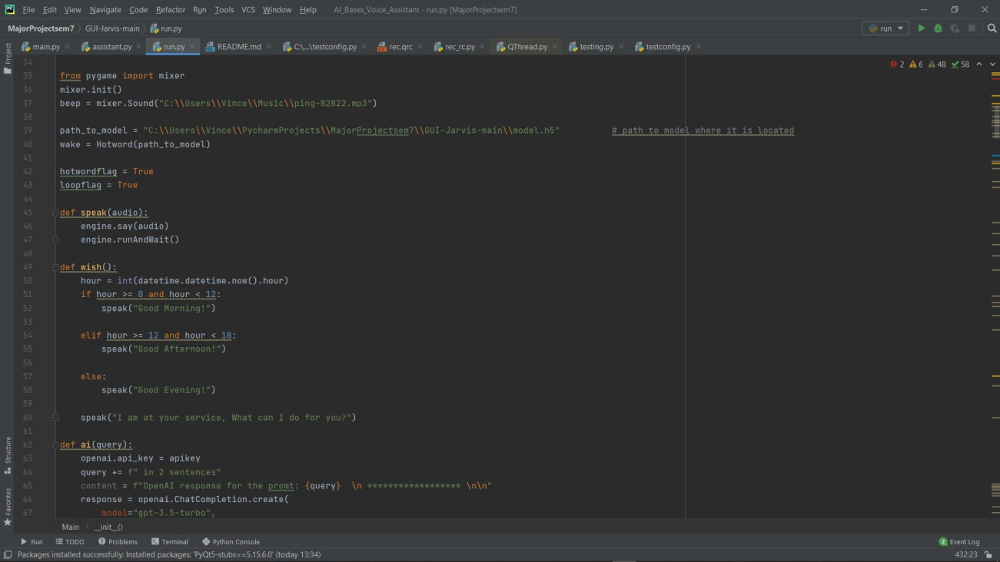 File Edit View Navigate Code Refactor Run Tools VCS Window Help AI_Bases_Voice_Assistant - run.py [MajorProjectsem7]
MajorProjectsem7 GUI-Jarvis-main run.py run
main.py assistant.py run.py README.md C:\...\testconfig.py rec.qrc rec_rc.py QThread.py testing.py testconfig.py
Project
Structure
Favorites
2 6 48 58
34
35 from pygame import mixer
36 mixer.init()
37 beep = mixer.Sound("C:\\Users\\Vince\\Music\\ping-82822.mp3")
38
39 path_to_model = "C:\\Users\\Vince\\PycharmProjects\\MajorProjectsem7\\GUI-Jarvis-main\\model.h5" # path to model where it is located
40 wake = Hotword(path_to_model)
41
42 hotwordflag = True
43 loopflag = True
44
45 def speak(audio):
46 engine.say(audio)
47 engine.runAndWait()
48
49 def wish():
50 hour = int(datetime.datetime.now().hour)
51 if hour >= 0 and hour < 12:
52 speak("Good Morning!")
53
54 elif hour >= 12 and hour < 18:
55 speak("Good Afternoon!")
56
57 else:
58 speak("Good Evening!")
59
60 speak("I am at your service, What can I do for you?")
61
62 def ai(query):
63 openai.api_key = apikey
64 query += f" in 2 sentences"
65 content = f"OpenAI response for the promt: {query} \n ****************** \n\n"
66 response = openai.ChatCompletion.create(
67 model="gpt-3.5-turbo",
Main __init__()
Run TODO Problems Terminal Python Console 2 Event Log
Packages installed successfully: Installed packages: 'PyQt5-stubs==5.15.6.0' (today 13:34) 432:23